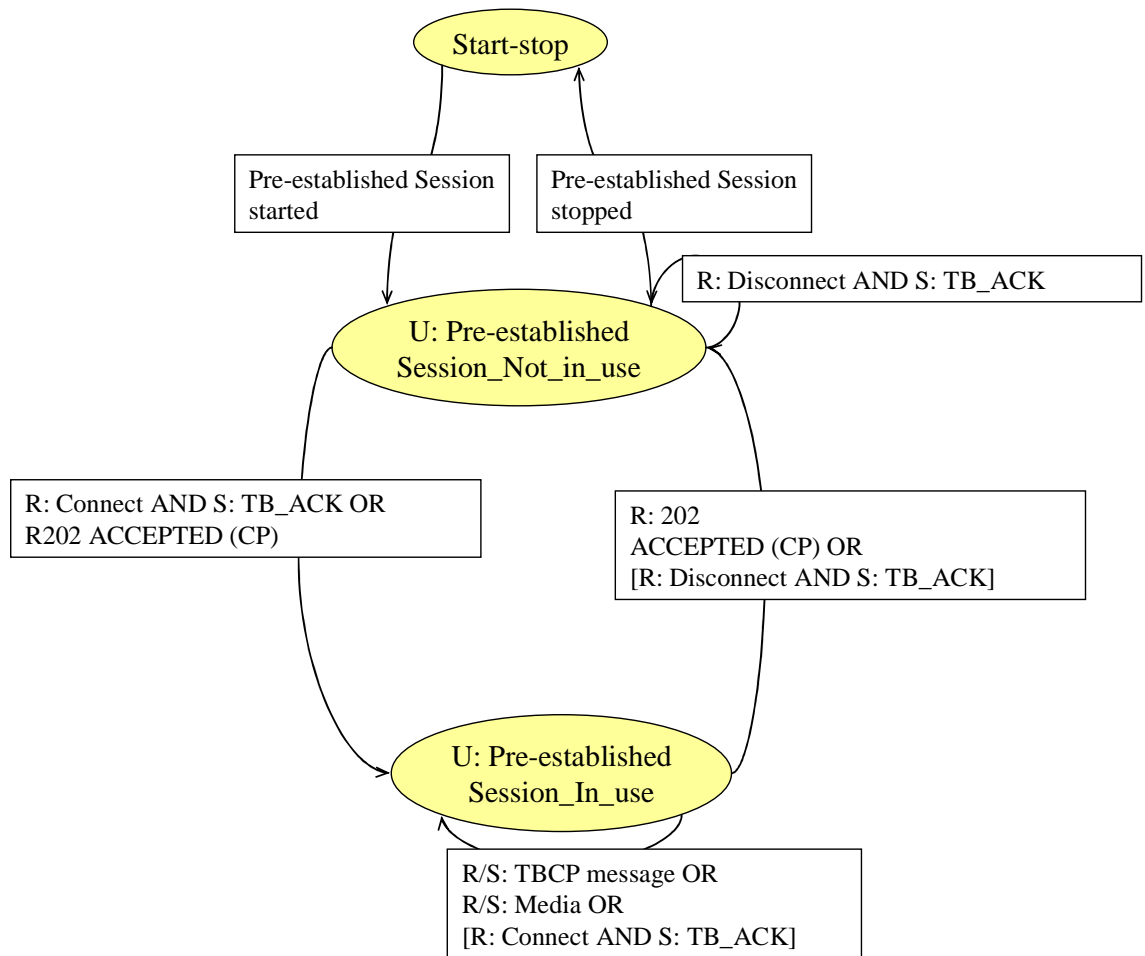 Start-stop
Pre-established Session
started
Pre-established Session
stopped
R: Disconnect AND S: TB_ACK
U: Pre-established
Session_Not_in_use
R: Connect AND S: TB_ACK OR
R202 ACCEPTED (CP)
R: 202
ACCEPTED (CP) OR
[R: Disconnect AND S: TB_ACK]
U: Pre-established
Session_In_use
R/S: TBCP message OR
R/S: Media OR
[R: Connect AND S: TB_ACK]